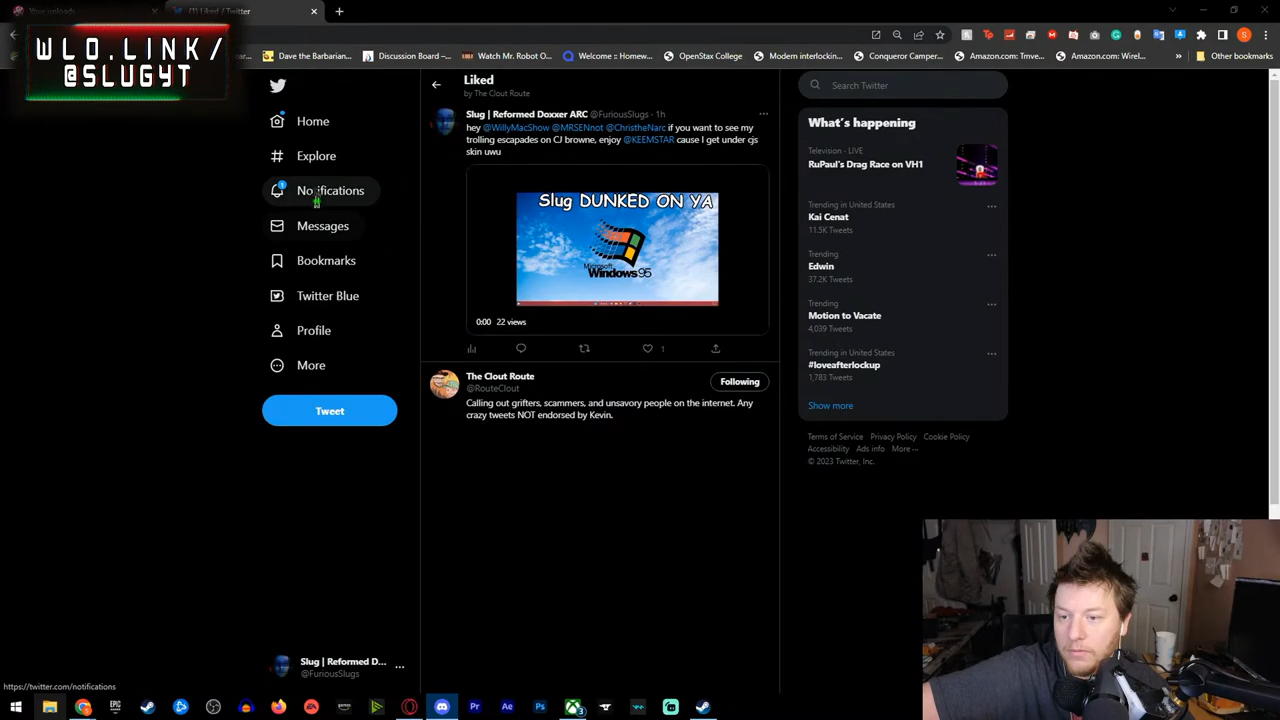 Your uploads
(1) Liked / Twitter
WLO.LINK/
@SLUGYT
Dave the Barbarian...
Discussion Board -...
Watch Mr. Robot O...
Welcome :: Homew...
OpenStax College
Modern interlockin...
Conqueror Camper...
Amazon.com: Tmve...
Amazon.com: Wirel...
Other bookmarks
Home
Explore
Notifications
Messages
Bookmarks
Twitter Blue
Profile
More
Tweet
Slug | Reformed D...
@FuriousSlugs
https://twitter.com/notifications
Liked
by The Clout Route
Slug | Reformed Doxxer ARC @FuriousSlugs · 1h
hey @WillyMacShow @MRSENnot @ChristheNarc if you want to see my
trolling escapades on CJ browne, enjoy @KEEMSTAR cause I get under cjs
skin uwu
Slug DUNKED ON YA
Microsoft
Windows95
0:00 22 views
1
The Clout Route
@RouteClout
Following
Calling out grifters, scammers, and unsavory people on the internet. Any
crazy tweets NOT endorsed by Kevin.
Search Twitter
What's happening
Television · LIVE
RuPaul's Drag Race on VH1
Trending in United States
Kai Cenat
11.5K Tweets
Trending
Edwin
37.2K Tweets
Trending
Motion to Vacate
4,039 Tweets
Trending in United States
#loveafterlockup
1,783 Tweets
Show more
Terms of Service Privacy Policy Cookie Policy
Accessibility Ads info More ···
© 2023 Twitter, Inc.